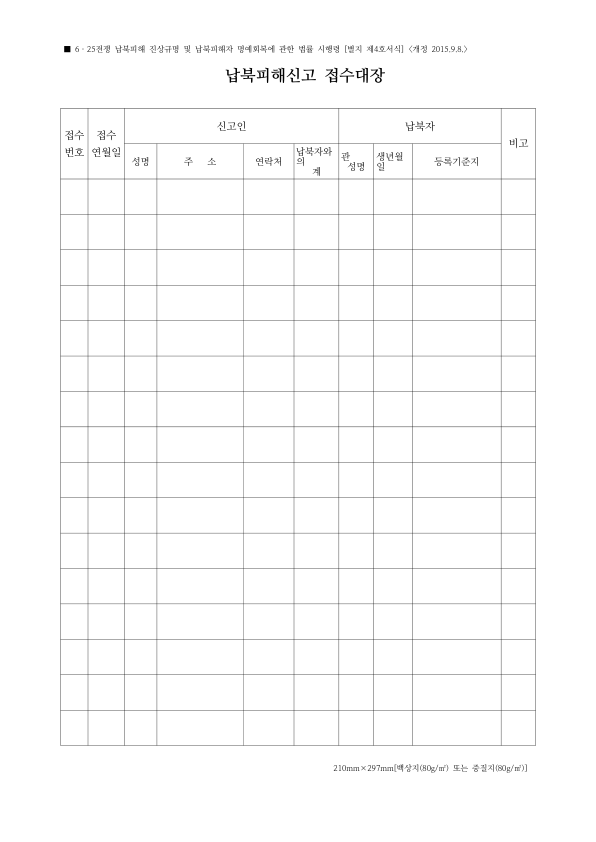 ■ 6ㆍ25전쟁 납북피해 진상규명 및 납북피해자 명예회복에 관한 법률 시행령 [별지 제4호서식] <개정 2015.9.8.>
납북피해신고 접수대장
접수
번호
접수
연월일
신고인
납북자
비고
성명
주 소
연락처
납북자와
의
계
관
성명
생년월
일
등록기준지
210mm×297mm[백상지(80g/㎡) 또는 중질지(80g/㎡)]